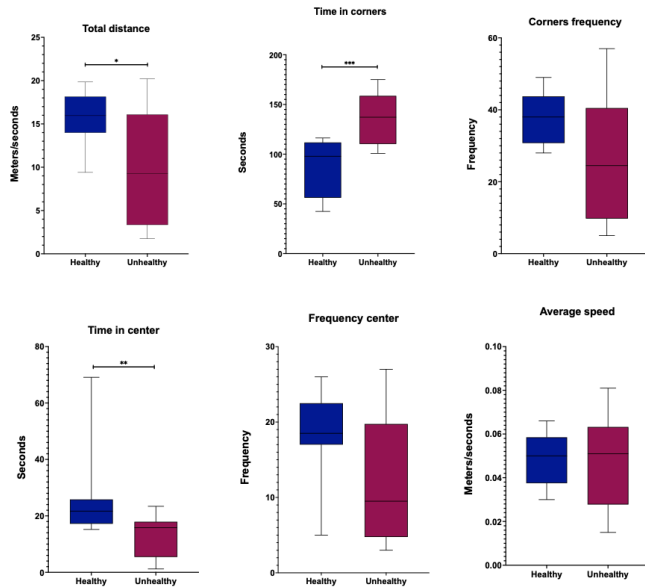 Total distance
*
Meters/seconds
25
20
15
10
5
0
Healthy Unhealthy
Time in corners
***
Seconds
200
150
100
50
0
Healthy Unhealthy
Corners frequency
Frequency
60
40
20
0
Healthy Unhealthy
Time in center
**
Seconds
80
60
40
20
0
Healthy Unhealthy
Frequency center
Frequency
30
20
10
0
Healthy Unhealthy
Average speed
Meters/seconds
0.10
0.08
0.06
0.04
0.02
0.00
Healthy Unhealthy